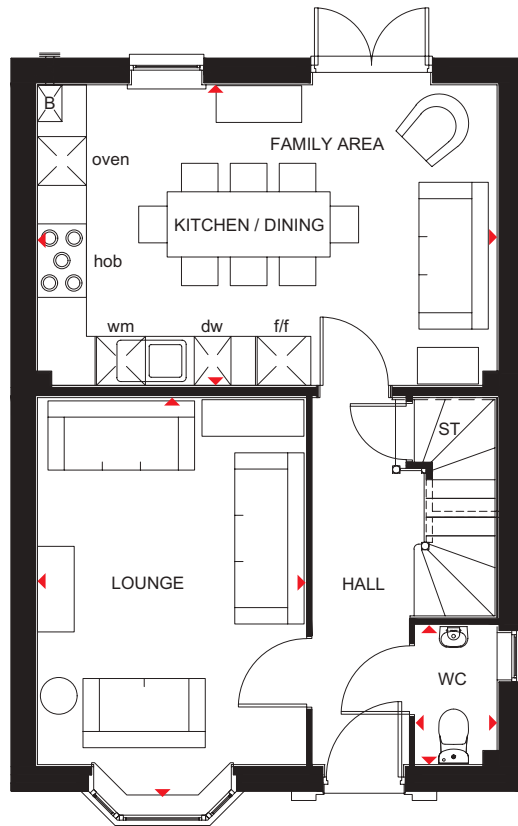 B
FAMILY AREA
oven
KITCHEN / DINING
hob
wm
dw
f/f
ST
LOUNGE
HALL
WC